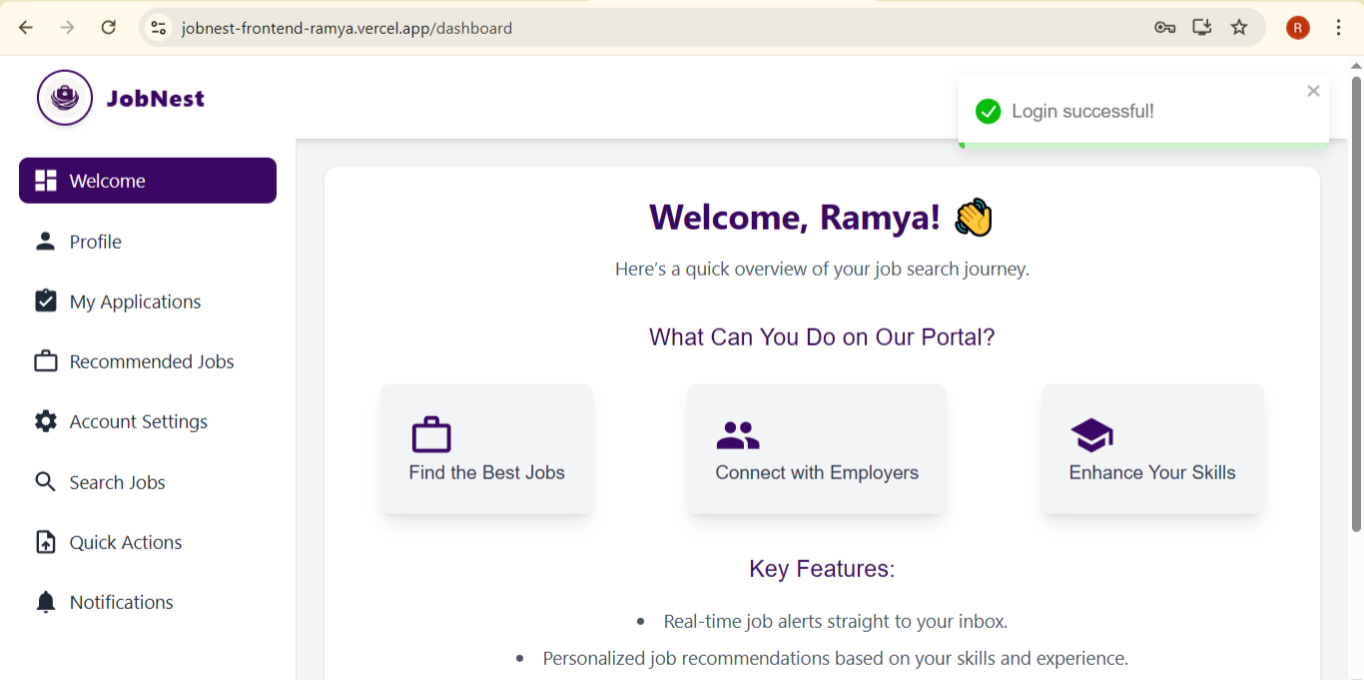 jobnest-frontend-ramya.vercel.app/dashboard
R
JobNest
Login successful!
Welcome
Profile
My Applications
Recommended Jobs
Account Settings
Search Jobs
Quick Actions
Notifications
Welcome, Ramya! 👋
Here’s a quick overview of your job search journey.
What Can You Do on Our Portal?
Find the Best Jobs
Connect with Employers
Enhance Your Skills
Key Features:
• Real-time job alerts straight to your inbox.
• Personalized job recommendations based on your skills and experience.